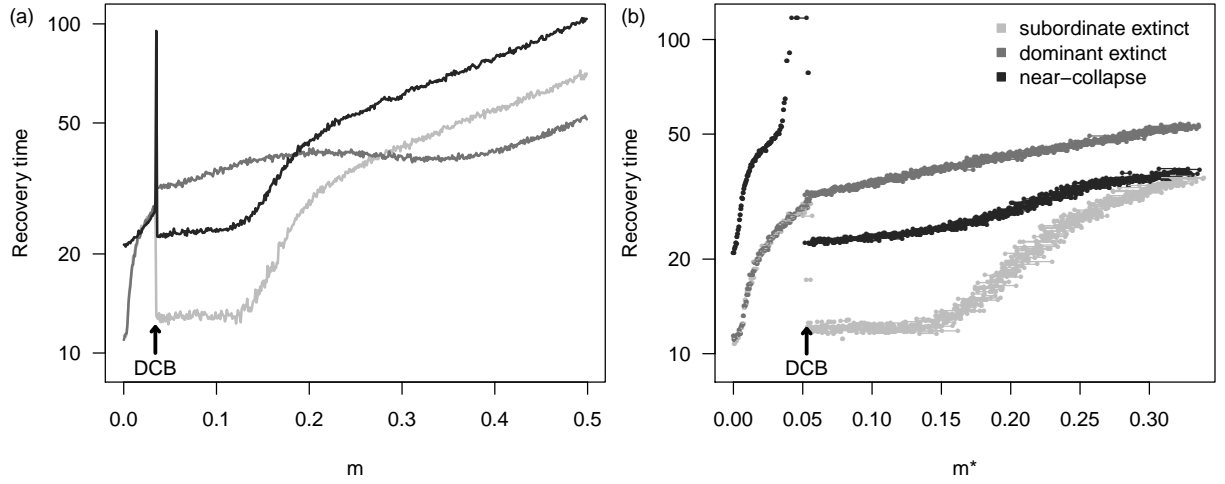 (a)
Recovery time
100
50
20
10
DCB
0.0 0.1 0.2 0.3 0.4 0.5
m
(b)
subordinate extinct
dominant extinct
near−collapse
Recovery time
100
50
20
10
DCB
0.00 0.05 0.10 0.15 0.20 0.25 0.30
m*